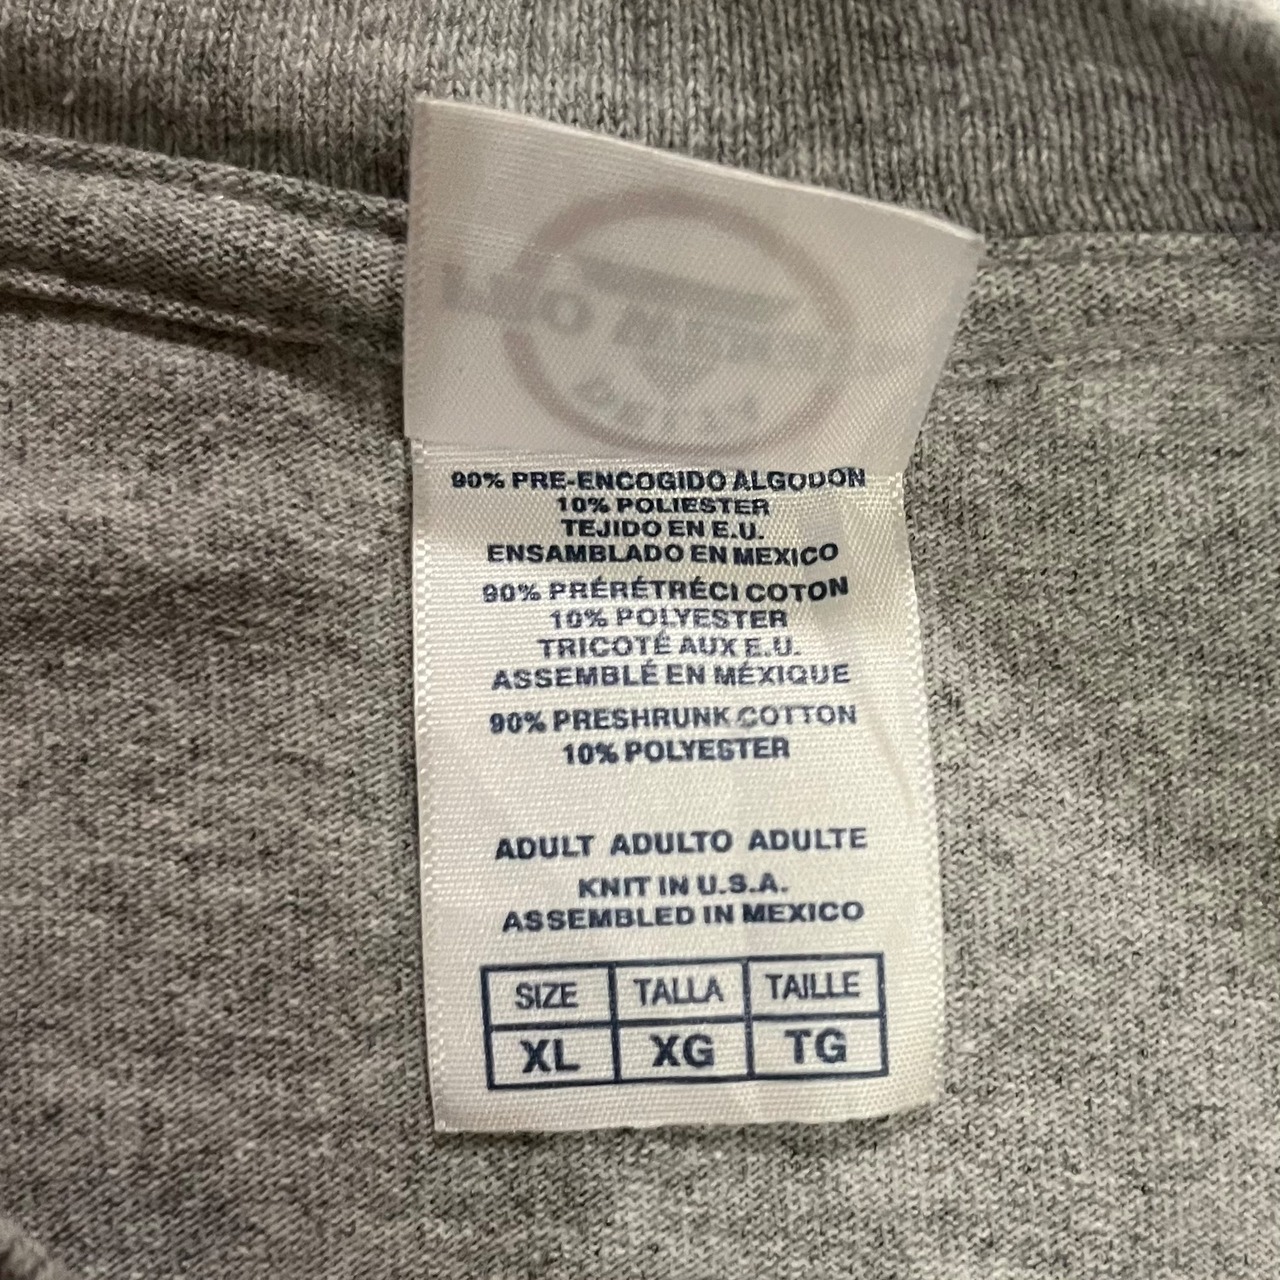 90% PRE-ENCOGIDO ALGODON
10% POLIESTER
TEJIDO EN E.U.
ENSAMBLADO EN MEXICO
90% PRÉRÉTRÉCI COTON
10% POLYESTER
TRICOTÉ AUX E.U.
ASSEMBLÉ EN MÉXIQUE
90% PRESHRUNK COTTON
10% POLYESTER
ADULT ADULTO ADULTE
KNIT IN U.S.A.
ASSEMBLED IN MEXICO
SIZE TALLA TAILLE
XL XG TG